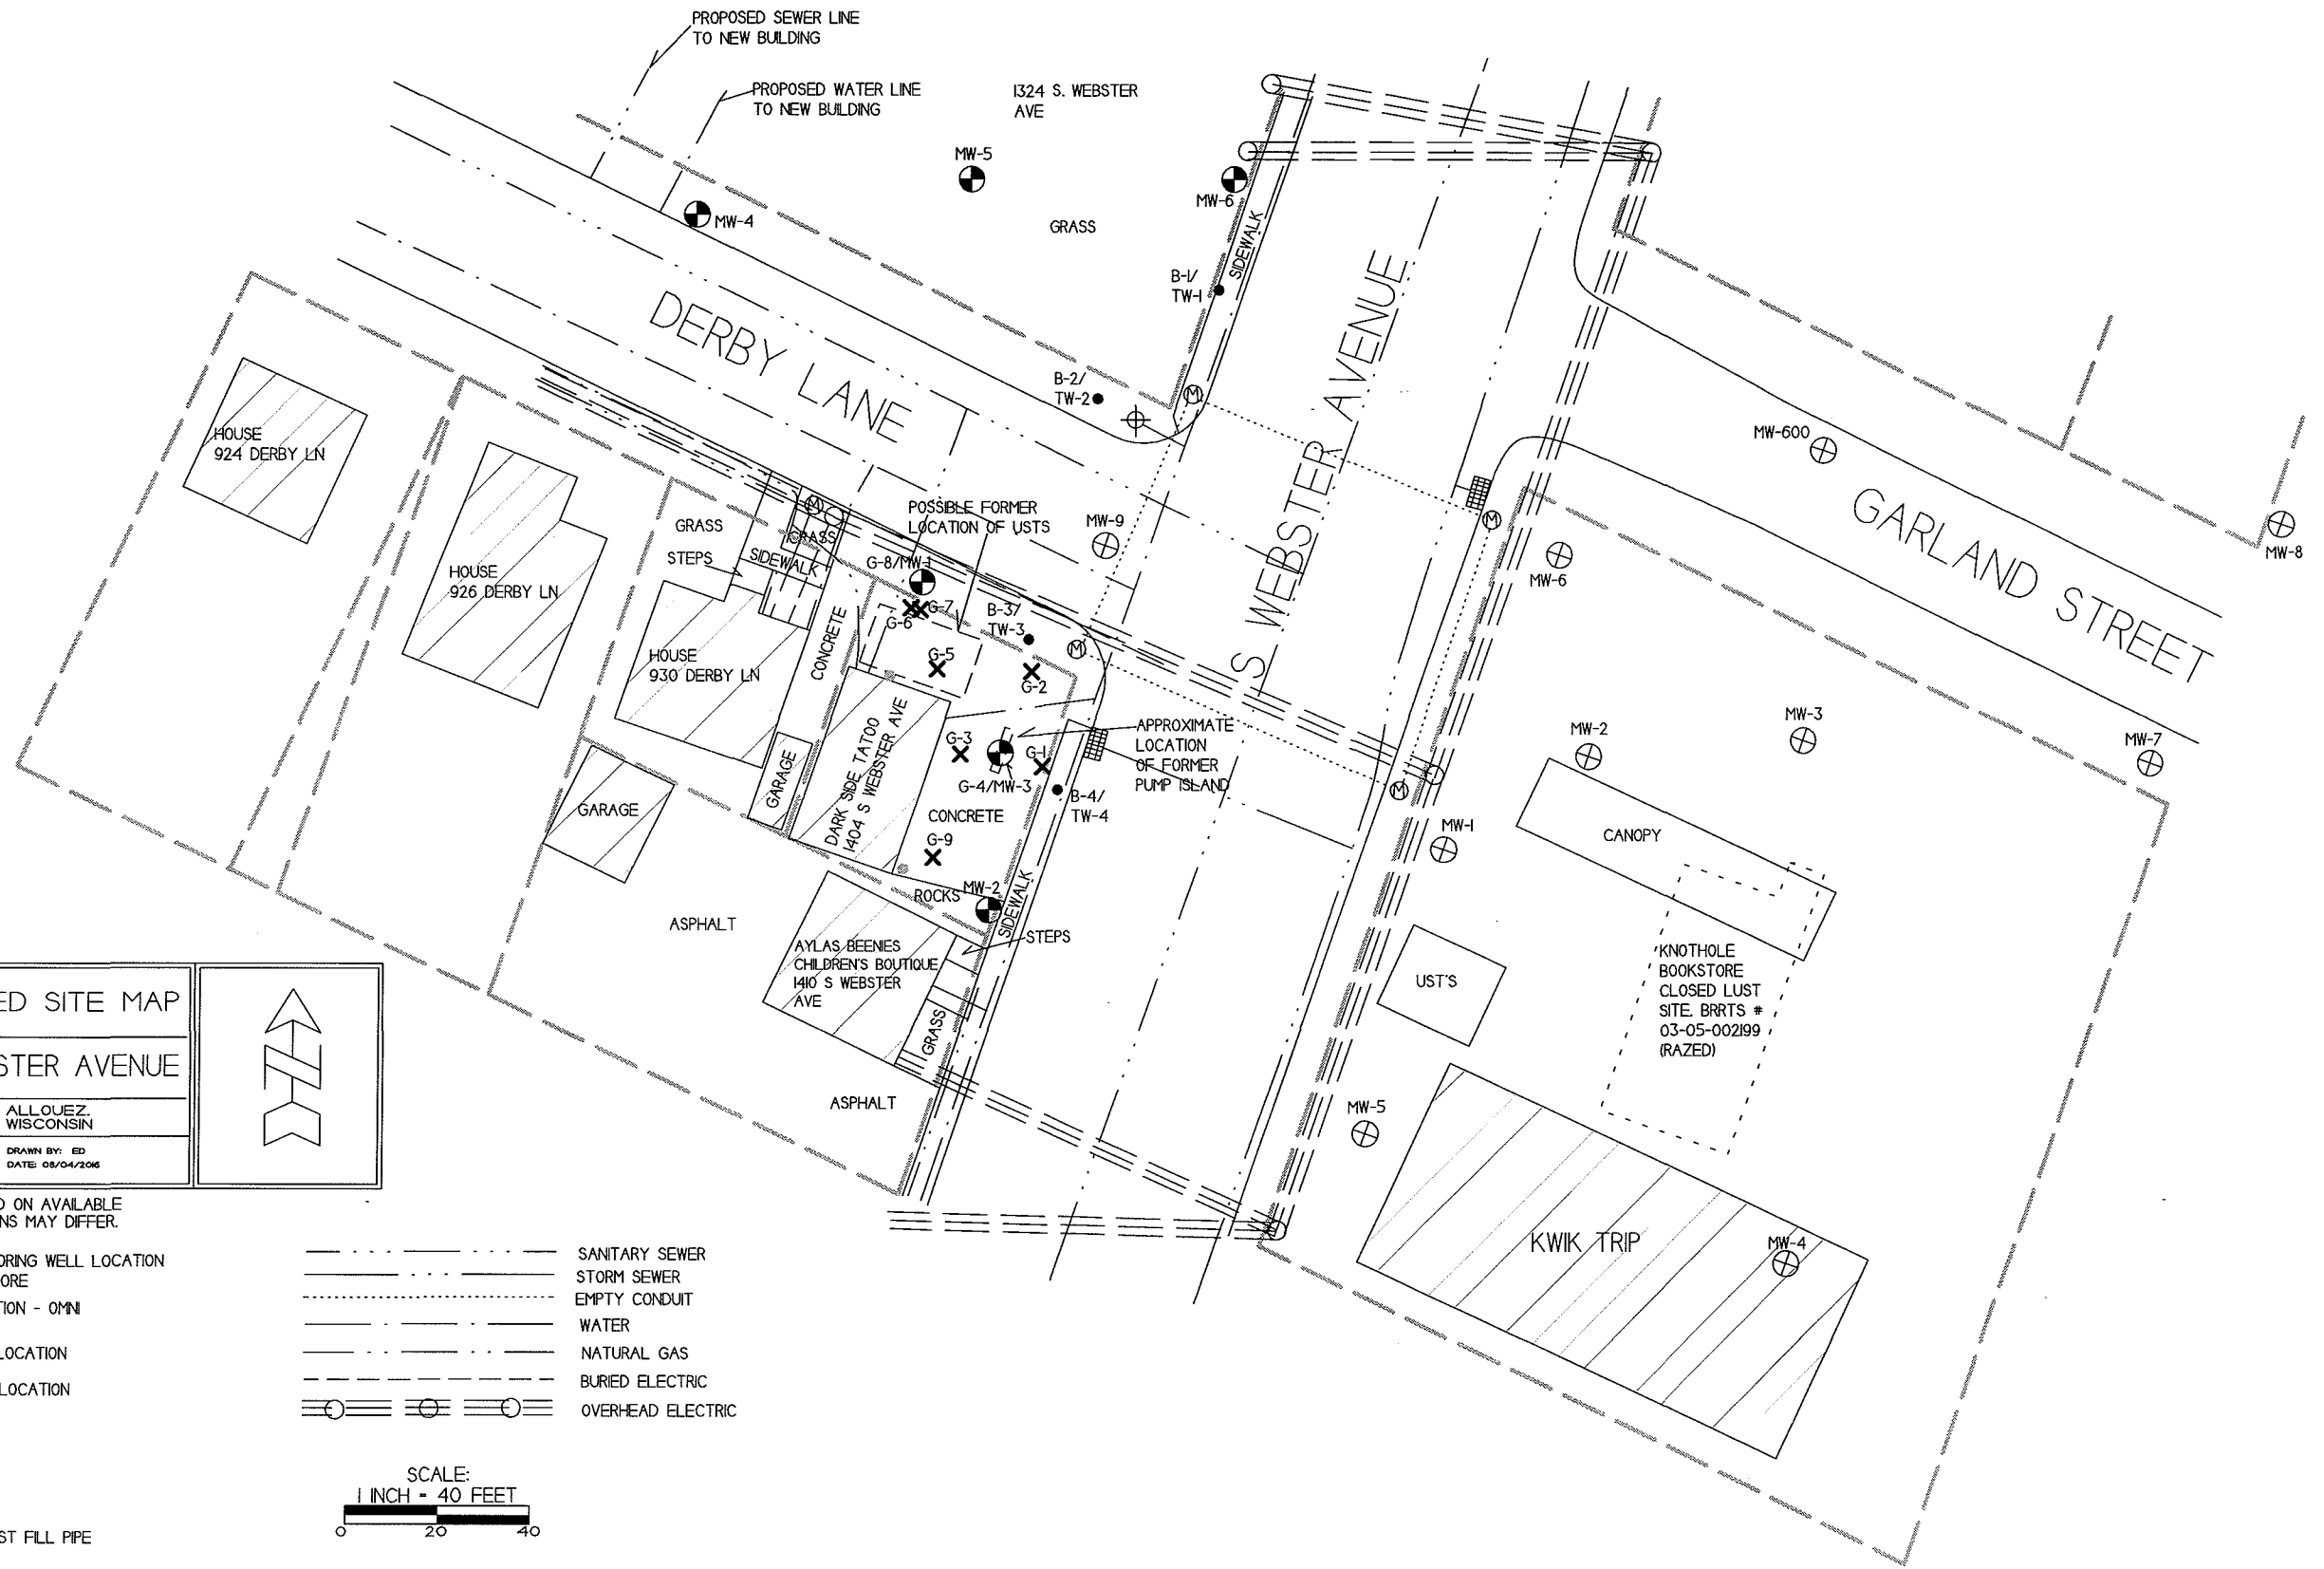 PROPOSED SEWER LINE
TO NEW BUILDING
PROPOSED WATER LINE
TO NEW BUILDING
1324 S. WEBSTER
AVE
MW-5
MW-4
MW-6
GRASS
SIDEWALK
B-1/
TW-1
DERBY LANE
S WEBSTER AVENUE
B-2/
TW-2
M
HOUSE
924 DERBY LN
HOUSE
926 DERBY LN
GRASS
STEPS
SIDEWALK
M
GRASS
POSSIBLE FORMER
LOCATION OF USTS
MW-9
G-8/MW-1
G-7
G-6
B-3/
TW-3
M
G-5
G-2
CONCRETE
HOUSE
930 DERBY LN
GARAGE
GARAGE
DARK SIDE TATOO
1404 S WEBSTER AVE
G-3
G-1
G-4/MW-3
APPROXIMATE
LOCATION
OF FORMER
PUMP ISLAND
B-4/
TW-4
CONCRETE
G-9
ROCKS
MW-2
SIDEWALK
STEPS
ASPHALT
AYLAS BEENIES
CHILDREN'S BOUTIQUE
1410 S WEBSTER
AVE
GRASS
ASPHALT
MW-600
GARLAND STREET
MW-8
M
MW-6
MW-2
MW-3
MW-7
M
MW-1
CANOPY
UST'S
KNOTHOLE
BOOKSTORE
CLOSED LUST
SITE. BRRTS #
03-05-002199
(RAZED)
MW-5
KWIK TRIP
MW-4
ED SITE MAP
STER AVENUE
ALLOUEZ,
WISCONSIN
DRAWN BY: ED
DATE: 08/04/2016
N
D ON AVAILABLE
NS MAY DIFFER.
ORING WELL LOCATION
ORE
TION - OMNI
LOCATION
LOCATION
ST FILL PIPE
SANITARY SEWER
STORM SEWER
EMPTY CONDUIT
WATER
NATURAL GAS
BURIED ELECTRIC
OVERHEAD ELECTRIC
SCALE:
1 INCH = 40 FEET
0 20 40